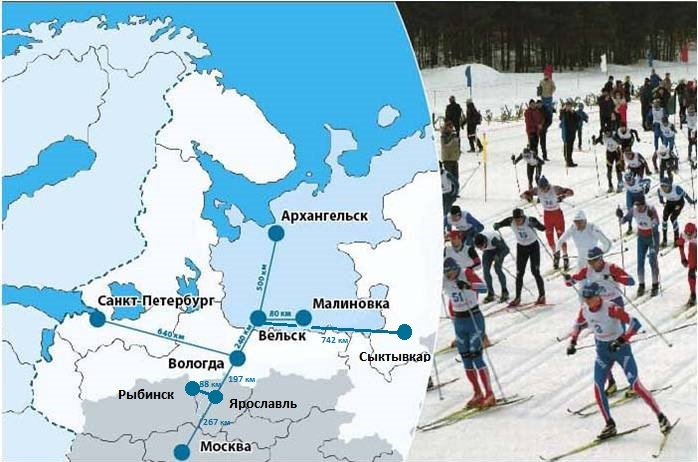 Архангельск
500 км
Санкт-Петербург
Малиновка
80 км
640 км
240 км
Вельск
742 км
Сыктывкар
Вологда
197 км
88 км
Рыбинск
Ярославль
267 км
Москва
51